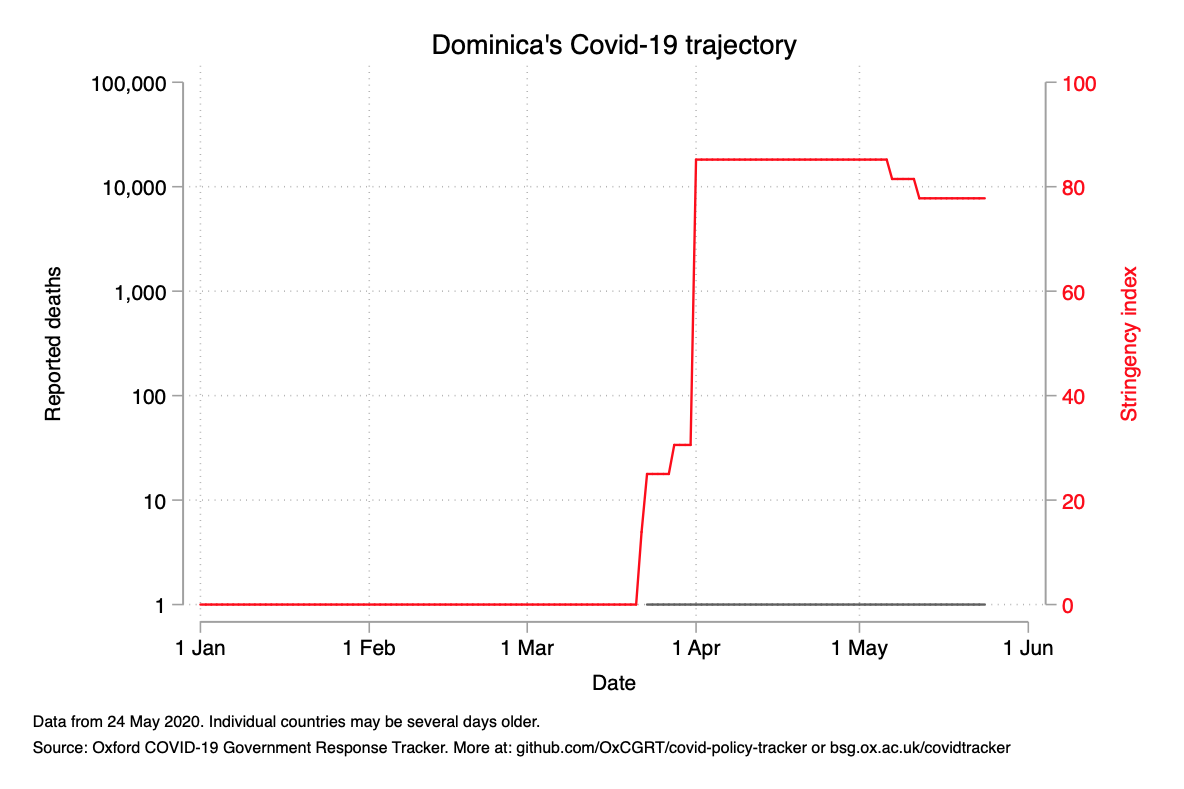 Dominica's Covid-19 trajectory
100,000
10,000
1,000
100
10
1
Reported deaths
100
80
60
40
20
0
Stringency index
1 Jan
1 Feb
1 Mar
1 Apr
1 May
1 Jun
Date
Data from 24 May 2020. Individual countries may be several days older.
Source: Oxford COVID-19 Government Response Tracker. More at: github.com/OxCGRT/covid-policy-tracker or bsg.ox.ac.uk/covidtracker